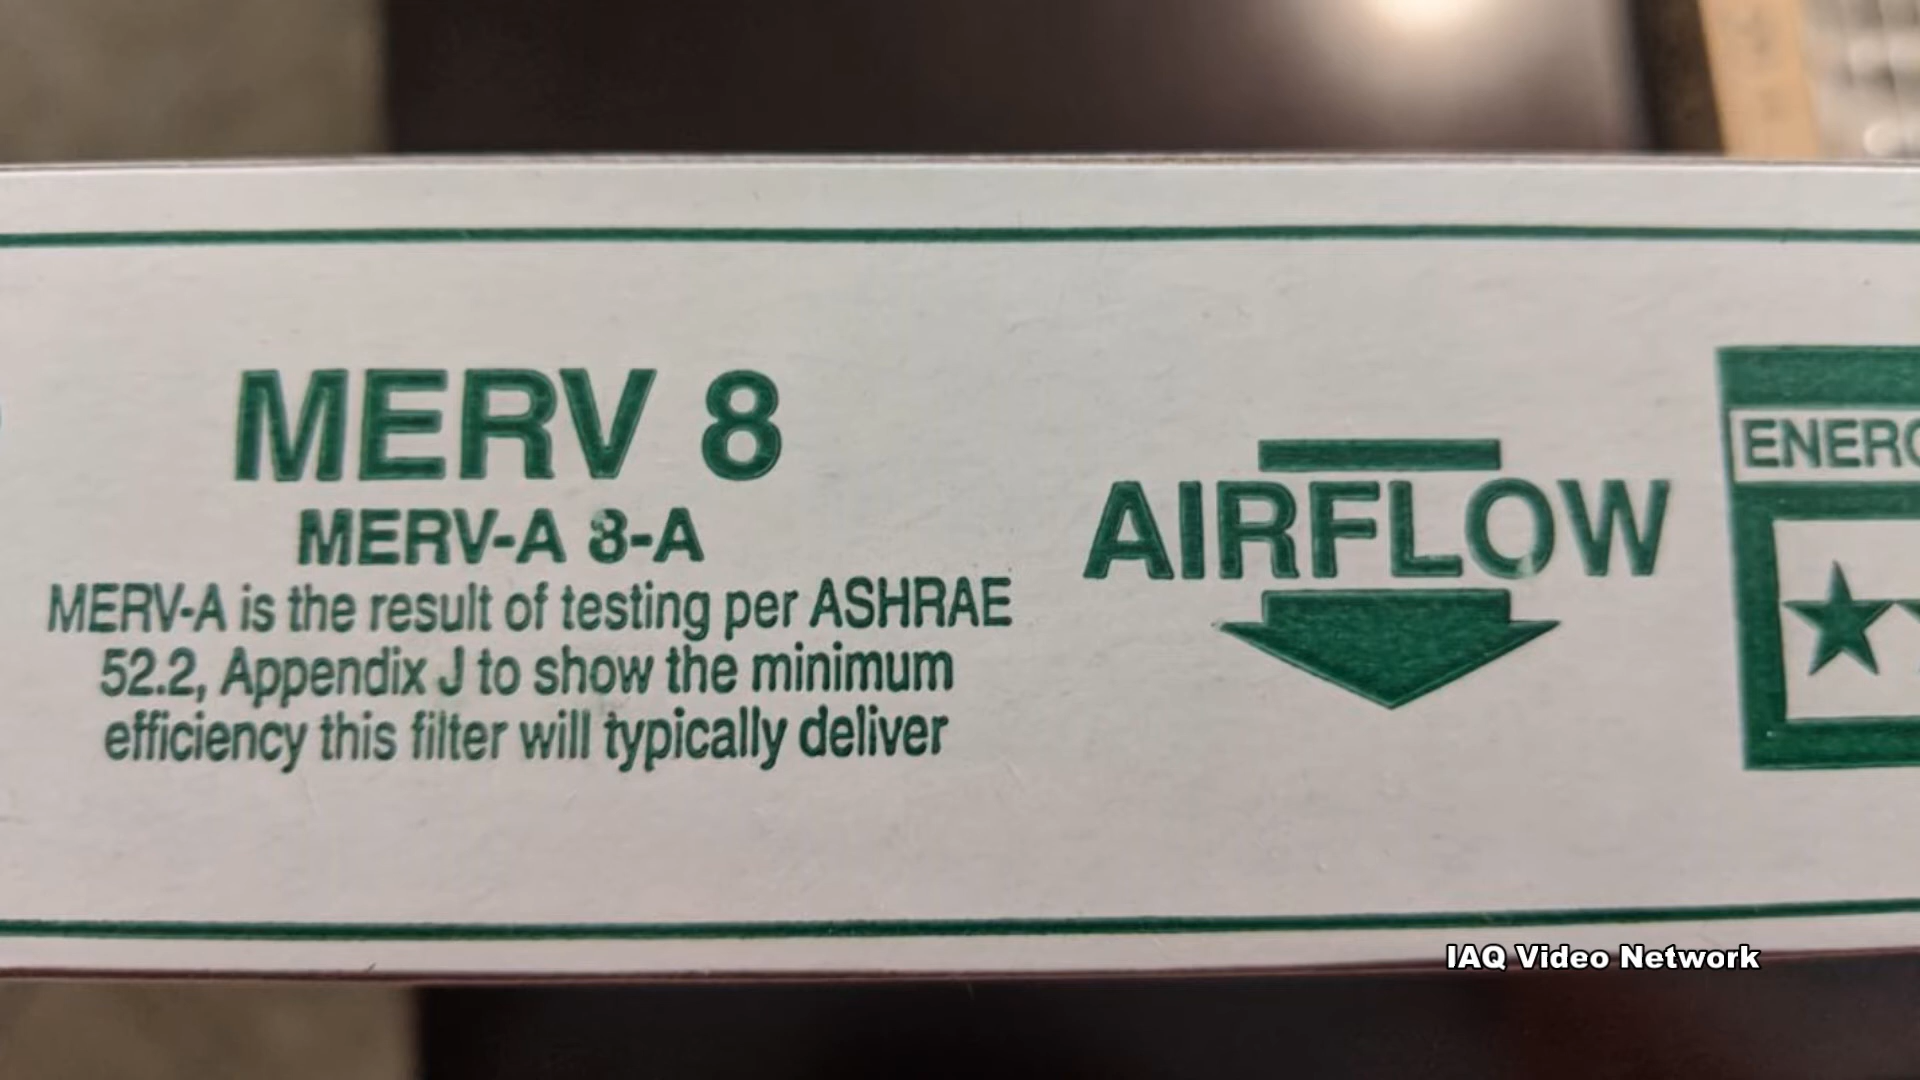 MERV 8
MERV-A 8-A
MERV-A is the result of testing per ASHRAE
52.2, Appendix J to show the minimum
efficiency this filter will typically deliver
AIRFLOW
IAQ Video Network